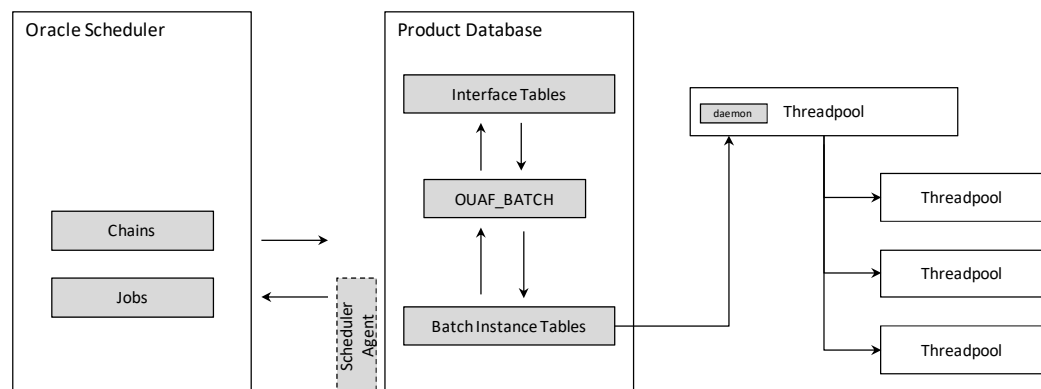 Oracle Scheduler
Chains
Jobs
Scheduler
Agent
Product Database
Interface Tables
OUAF_BATCH
Batch Instance Tables
daemon
Threadpool
Threadpool
Threadpool
Threadpool